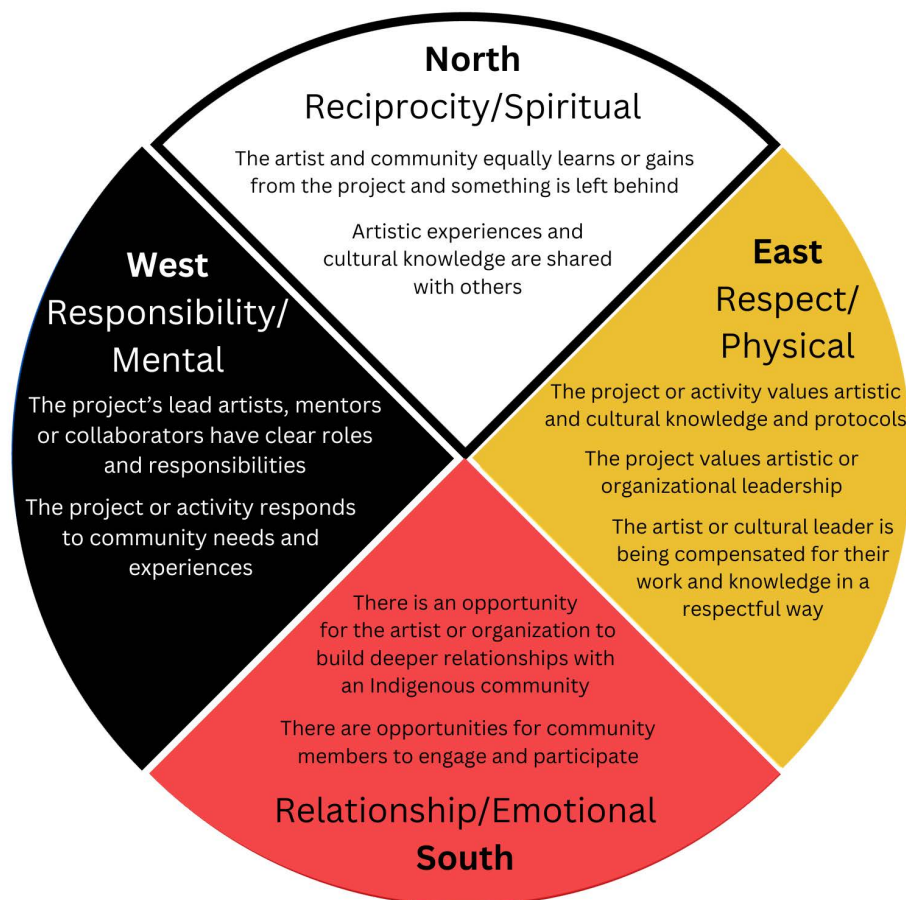 North
Reciprocity/Spiritual
The artist and community equally learns or gains
from the project and something is left behind
Artistic experiences and
cultural knowledge are shared
with others
East
Respect/
Physical
The project or activity values artistic
and cultural knowledge and protocols
The project values artistic or
organizational leadership
The artist or cultural leader is
being compensated for their
work and knowledge in a
respectful way
There is an opportunity
for the artist or organization to
build deeper relationships with
an Indigenous community
There are opportunities for community
members to engage and participate
Relationship/Emotional
South
West
Responsibility/
Mental
The project's lead artists, mentors
or collaborators have clear roles
and responsibilities
The project or activity responds
to community needs and
experiences